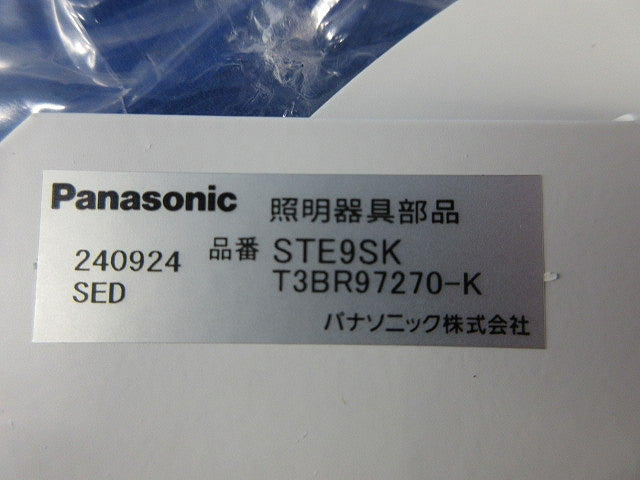 Panasonic 照明器具部品
240924 品番 STE9SK
SED T3BR97270-K
パナソニック株式会社